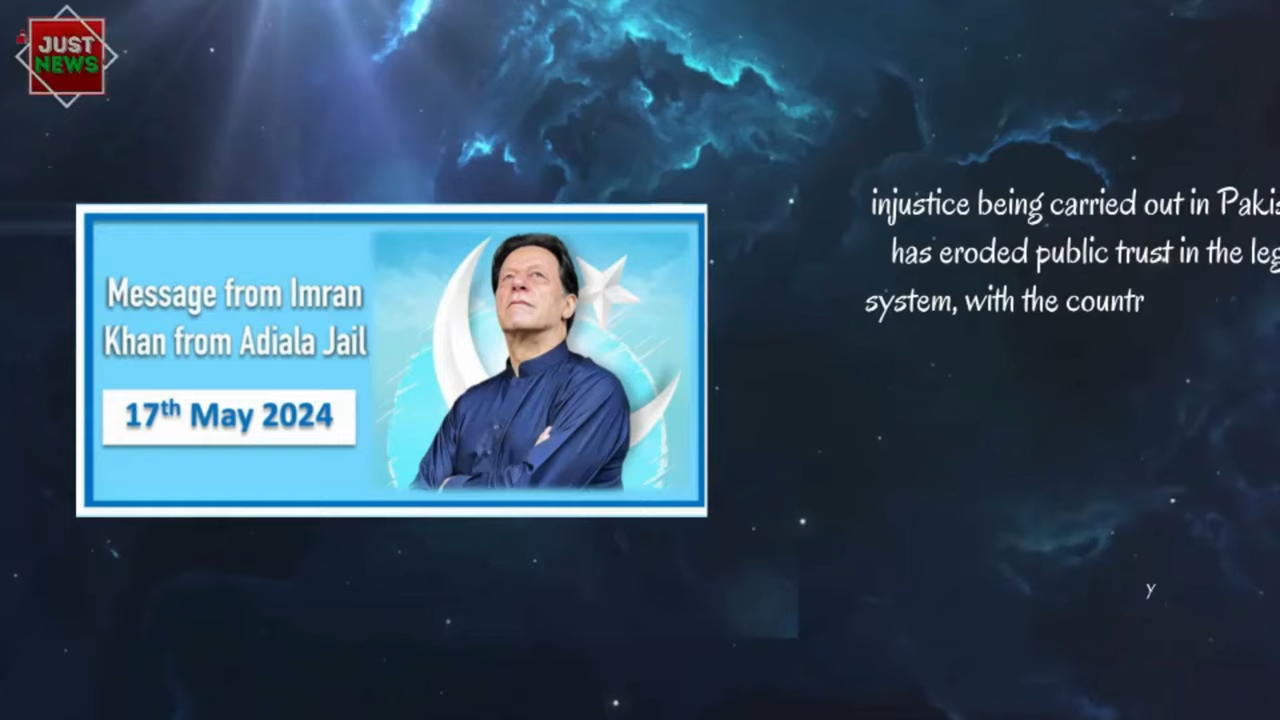 JUST
NEWS
Message from Imran
Khan from Adiala Jail
17th May 2024
injustice being carried out in Pakis
has eroded public trust in the leg
system, with the countr
y